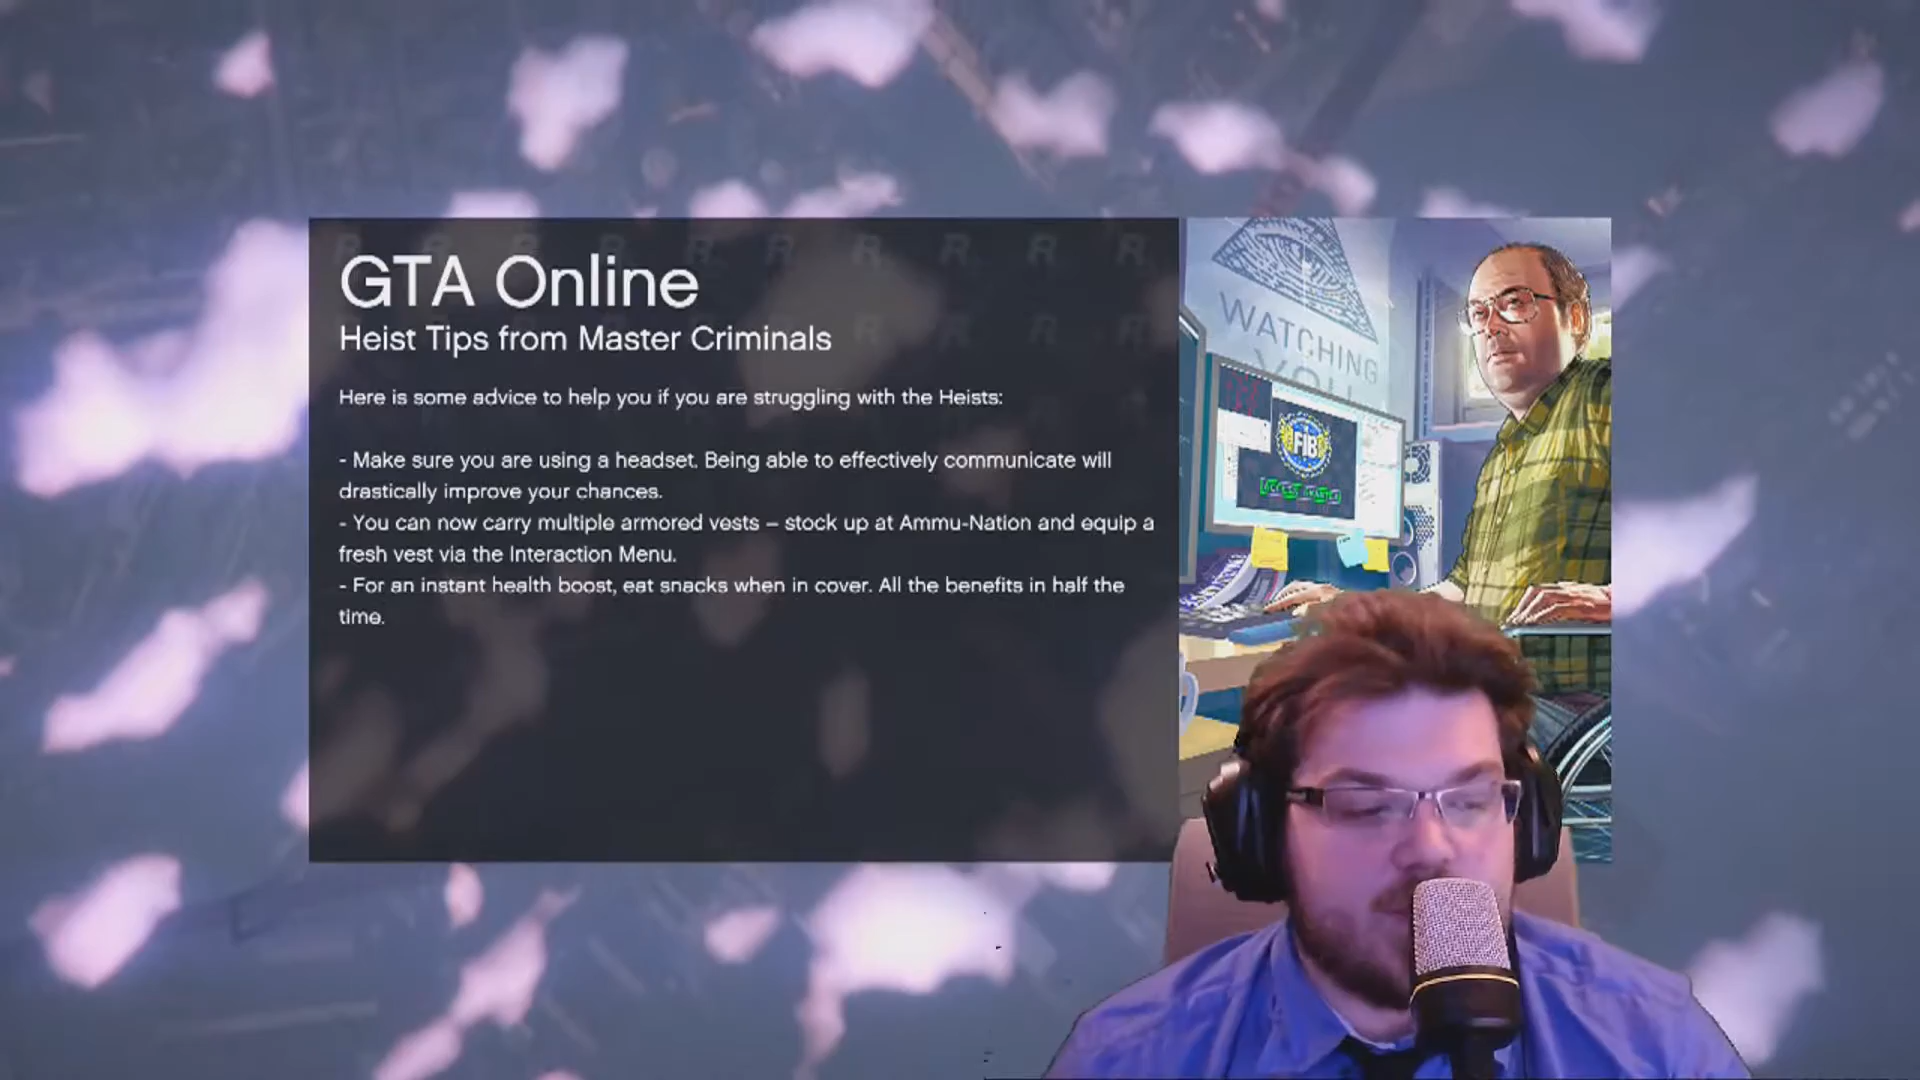 GTA Online
Heist Tips from Master Criminals
Here is some advice to help you if you are struggling with the Heists:
- Make sure you are using a headset. Being able to effectively communicate will
drastically improve your chances.
- You can now carry multiple armored vests – stock up at Ammu-Nation and equip a
fresh vest via the Interaction Menu.
- For an instant health boost, eat snacks when in cover. All the benefits in half the
time.
WATCHING
YOU
FIB